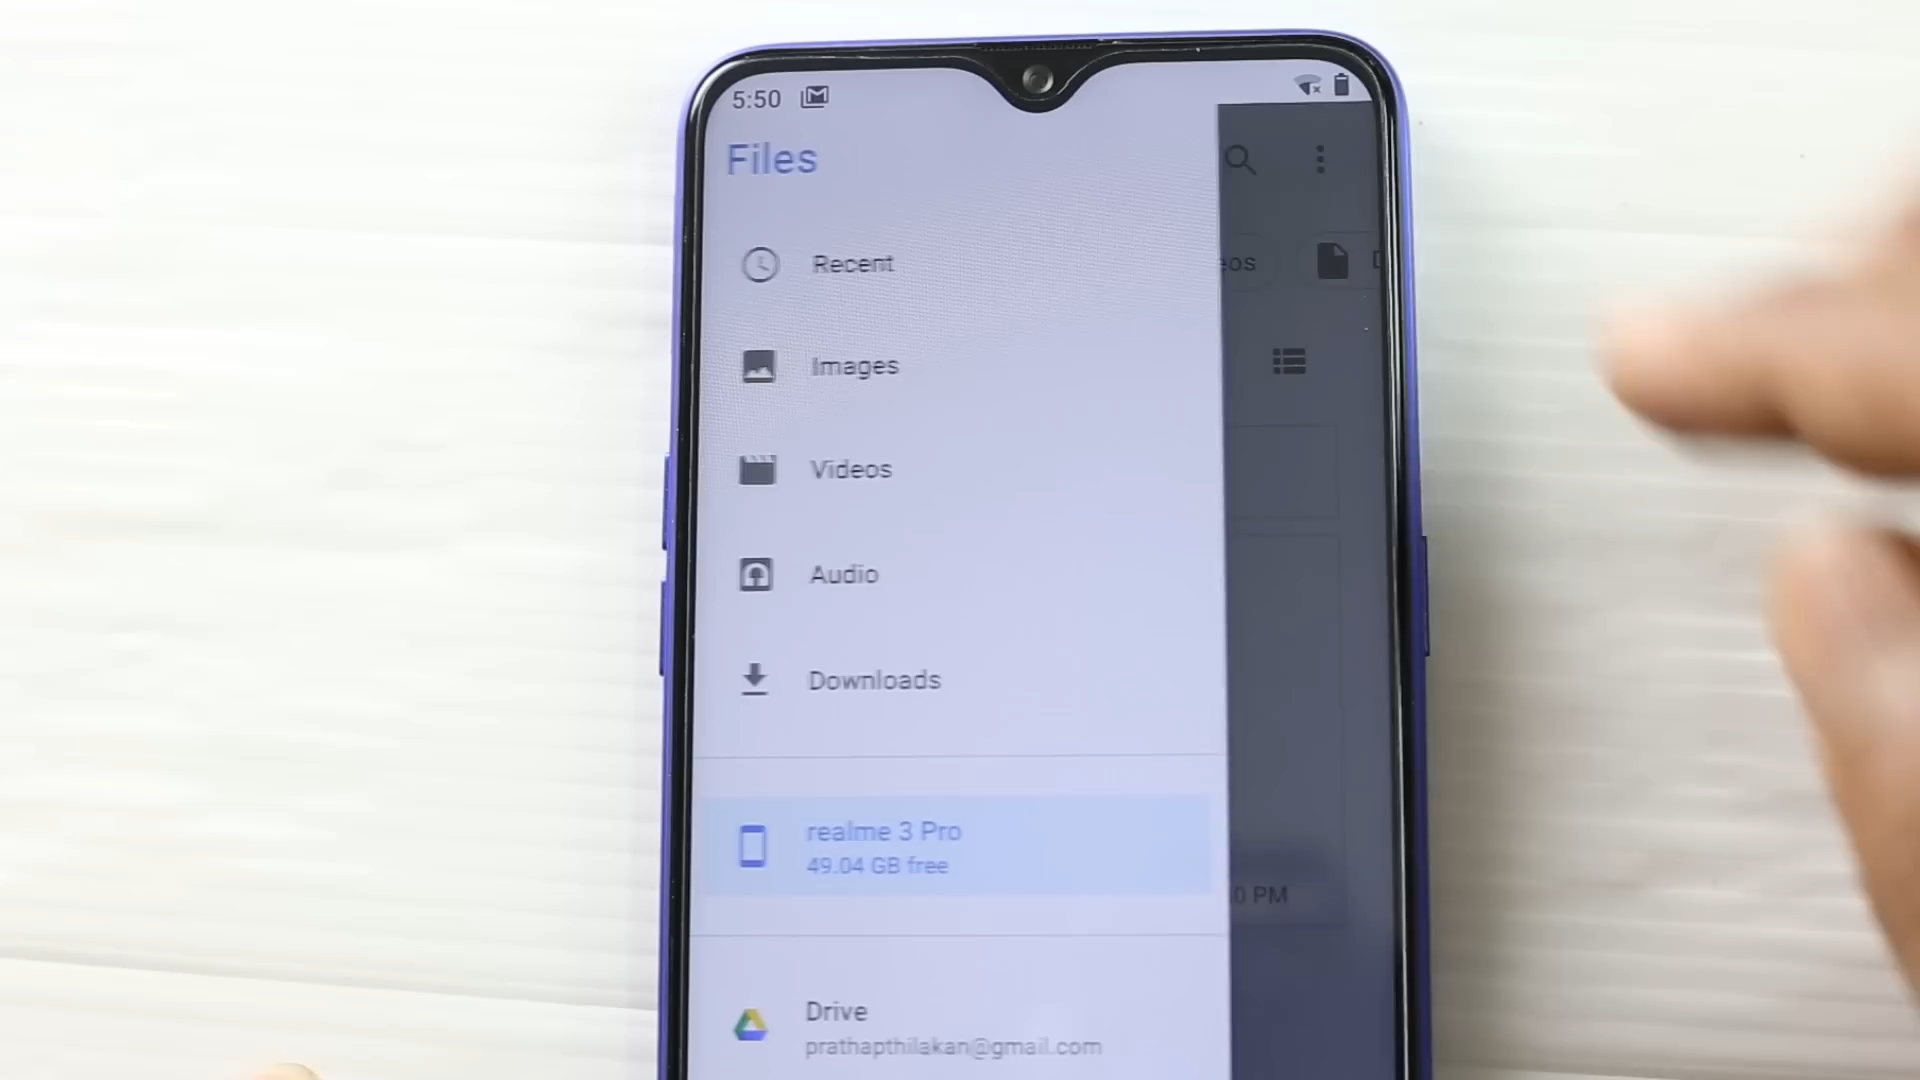 5:50
Files
Recent
eos
Images
Videos
Audio
Downloads
realme 3 Pro
49.04 GB free
0 PM
Drive
prathapthilakan@gmail.com